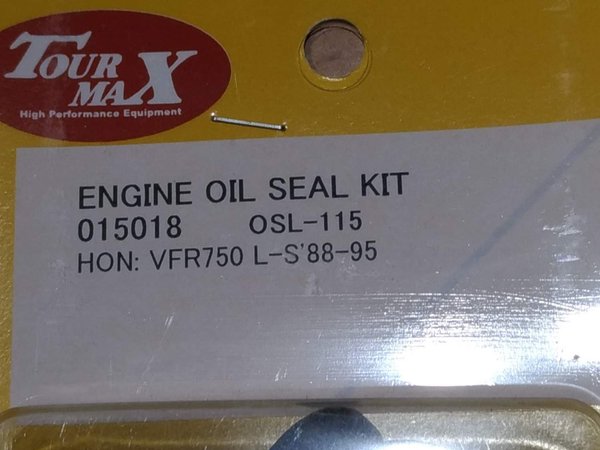 TOUR
MAX
High Performance Equipment
ENGINE OIL SEAL KIT
015018 OSL-115
HON: VFR750 L-S'88-95